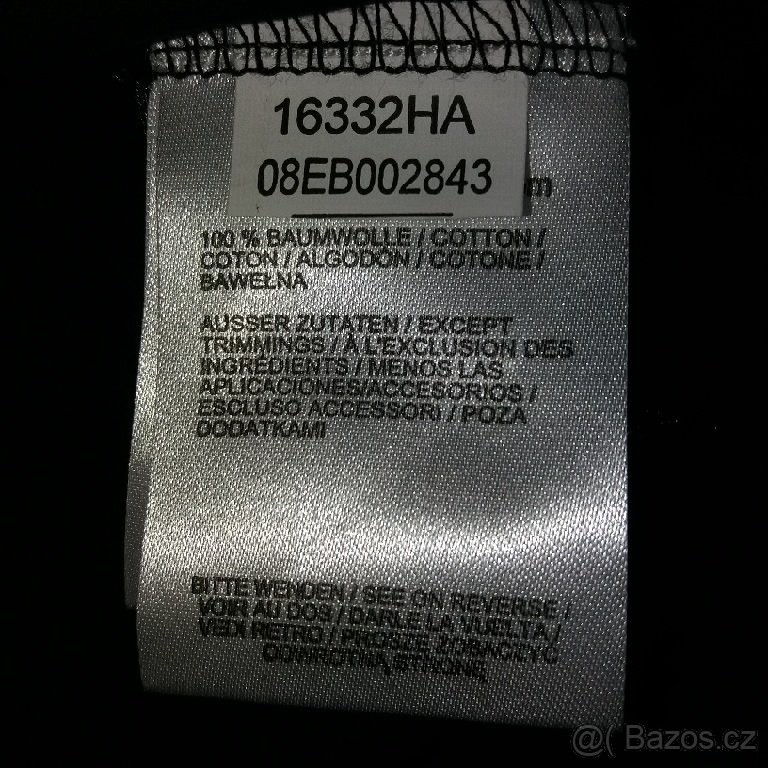 16332HA
08EB002843
m
100 % BAUMWOLLE / COTTON /
COTON / ALGODÓN / COTONE /
BAWEŁNA
AUSSER ZUTATEN / EXCEPT
TRIMMINGS / À L'EXCLUSION DES
INGRÉDIENTS / MENOS LAS
APLICACIONES/ACCESORIOS /
ESCLUSO ACCESSORI / POZA
DODATKAMI
BITTE WENDEN / SEE ON REVERSE /
VOIR AU DOS / DARLE LA VUELTA /
VEDI RETRO / PROSZĘ ZOBACZYĆ
ODWROTNĄ STRONĘ
@( Bazos.cz